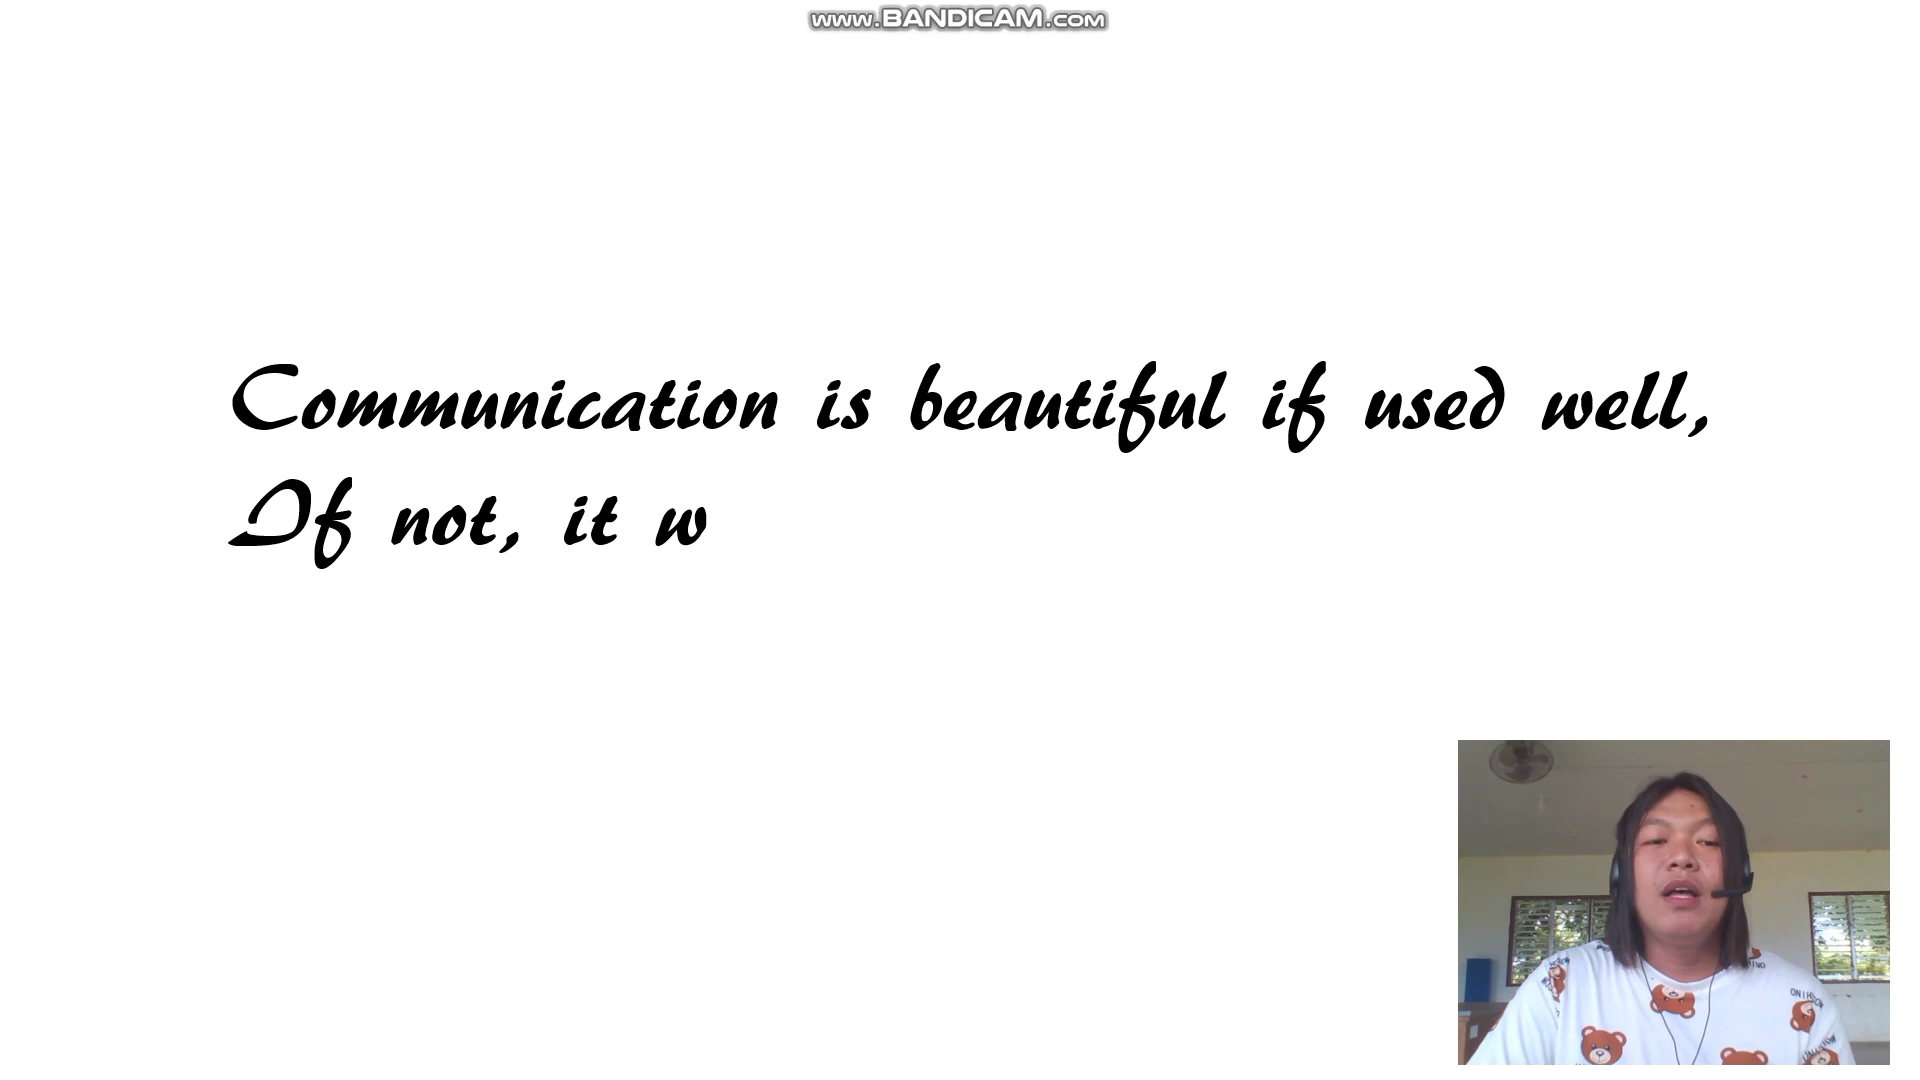 www.BANDICAM.com
Communication is beautiful if used well,
If not, it w